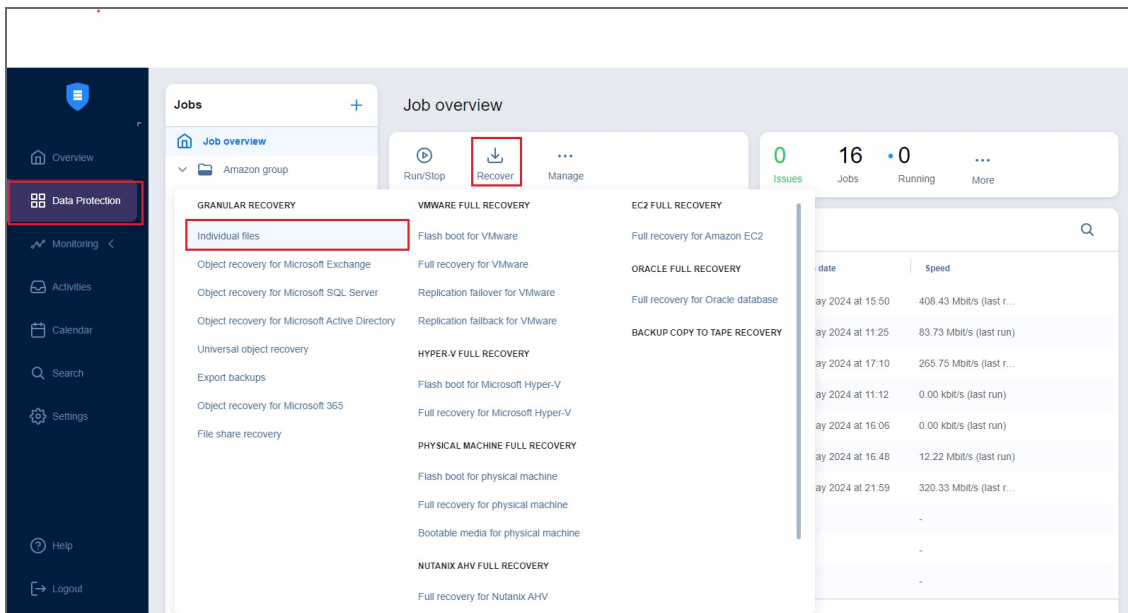 Overview
Data Protection
Monitoring
Activities
Calendar
Search
Settings
Help
Logout
Jobs
Job overview
Amazon group
Job overview
Run/Stop
Recover
Manage
0
Issues
16
Jobs
0
Running
More
GRANULAR RECOVERY
Individual files
Object recovery for Microsoft Exchange
Object recovery for Microsoft SQL Server
Object recovery for Microsoft Active Directory
Universal object recovery
Export backups
Object recovery for Microsoft 365
File share recovery
VMWARE FULL RECOVERY
Flash boot for VMware
Full recovery for VMware
Replication failover for VMware
Replication failback for VMware
HYPER-V FULL RECOVERY
Flash boot for Microsoft Hyper-V
Full recovery for Microsoft Hyper-V
PHYSICAL MACHINE FULL RECOVERY
Flash boot for physical machine
Full recovery for physical machine
Bootable media for physical machine
NUTANIX AHV FULL RECOVERY
Full recovery for Nutanix AHV
EC2 FULL RECOVERY
Full recovery for Amazon EC2
ORACLE FULL RECOVERY
Full recovery for Oracle database
BACKUP COPY TO TAPE RECOVERY
date Speed
ay 2024 at 15:50 408.43 Mbit/s (last r...
ay 2024 at 11:25 83.73 Mbit/s (last run)
ay 2024 at 17:10 265.75 Mbit/s (last r...
ay 2024 at 11:12 0.00 kbit/s (last run)
ay 2024 at 16:06 0.00 kbit/s (last run)
ay 2024 at 16:48 12.22 Mbit/s (last run)
ay 2024 at 21:59 320.33 Mbit/s (last r...
-
-
-